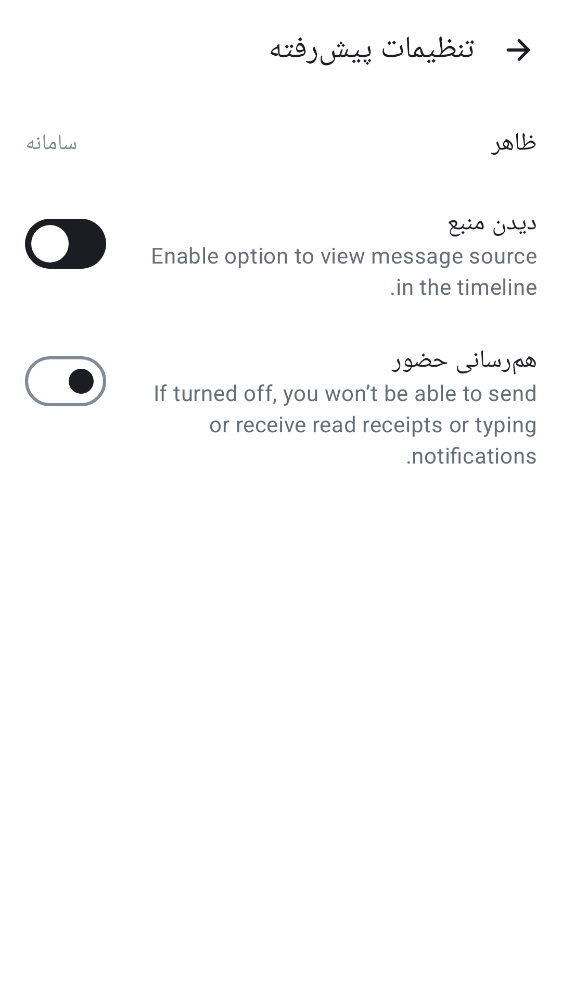 تنظیمات پیش‌رفته
ظاهر
سامانه
دیدن منبع
Enable option to view message source
in the timeline.
هم‌رسانی حضور
If turned off, you won’t be able to send
or receive read receipts or typing
notifications.